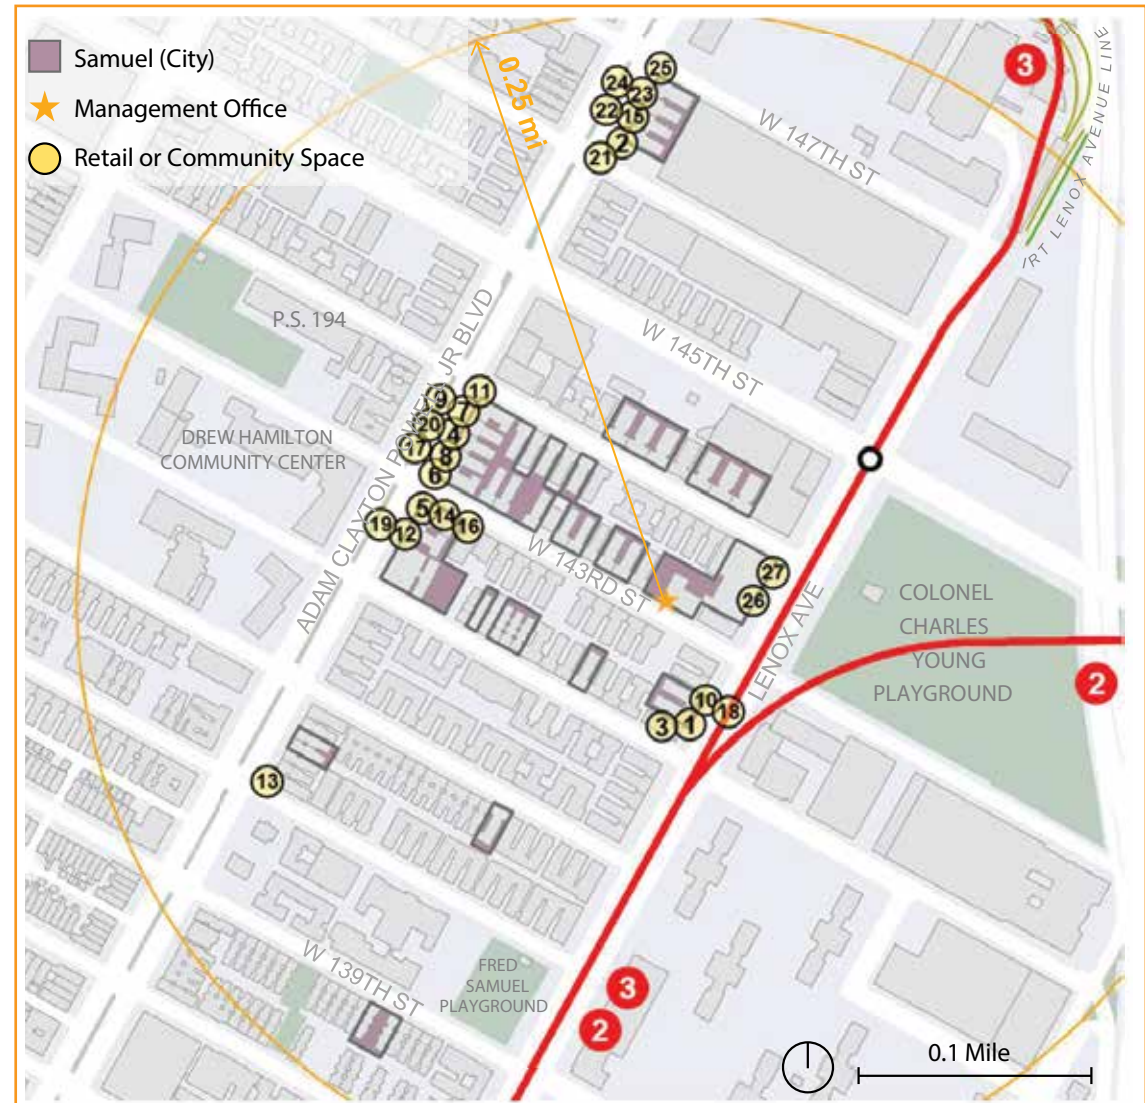 Samuel (City)
Management Office
Retail or Community Space
0.25 mi
25
24
23
22
15
2
21
3
W 147TH ST
RT LENOX AVENUE LINE
P.S. 194
W 145TH ST
ADAM CLAYTON POWELL JR BLVD
DREW HAMILTON
COMMUNITY CENTER
9
11
7
20
4
17
8
6
5
14
16
19
12
W 143RD ST
27
26
LENOX AVE
COLONEL
CHARLES
YOUNG
PLAYGROUND
2
10
18
3
1
13
W 139TH ST
FRED
SAMUEL
PLAYGROUND
3
2
0.1 Mile